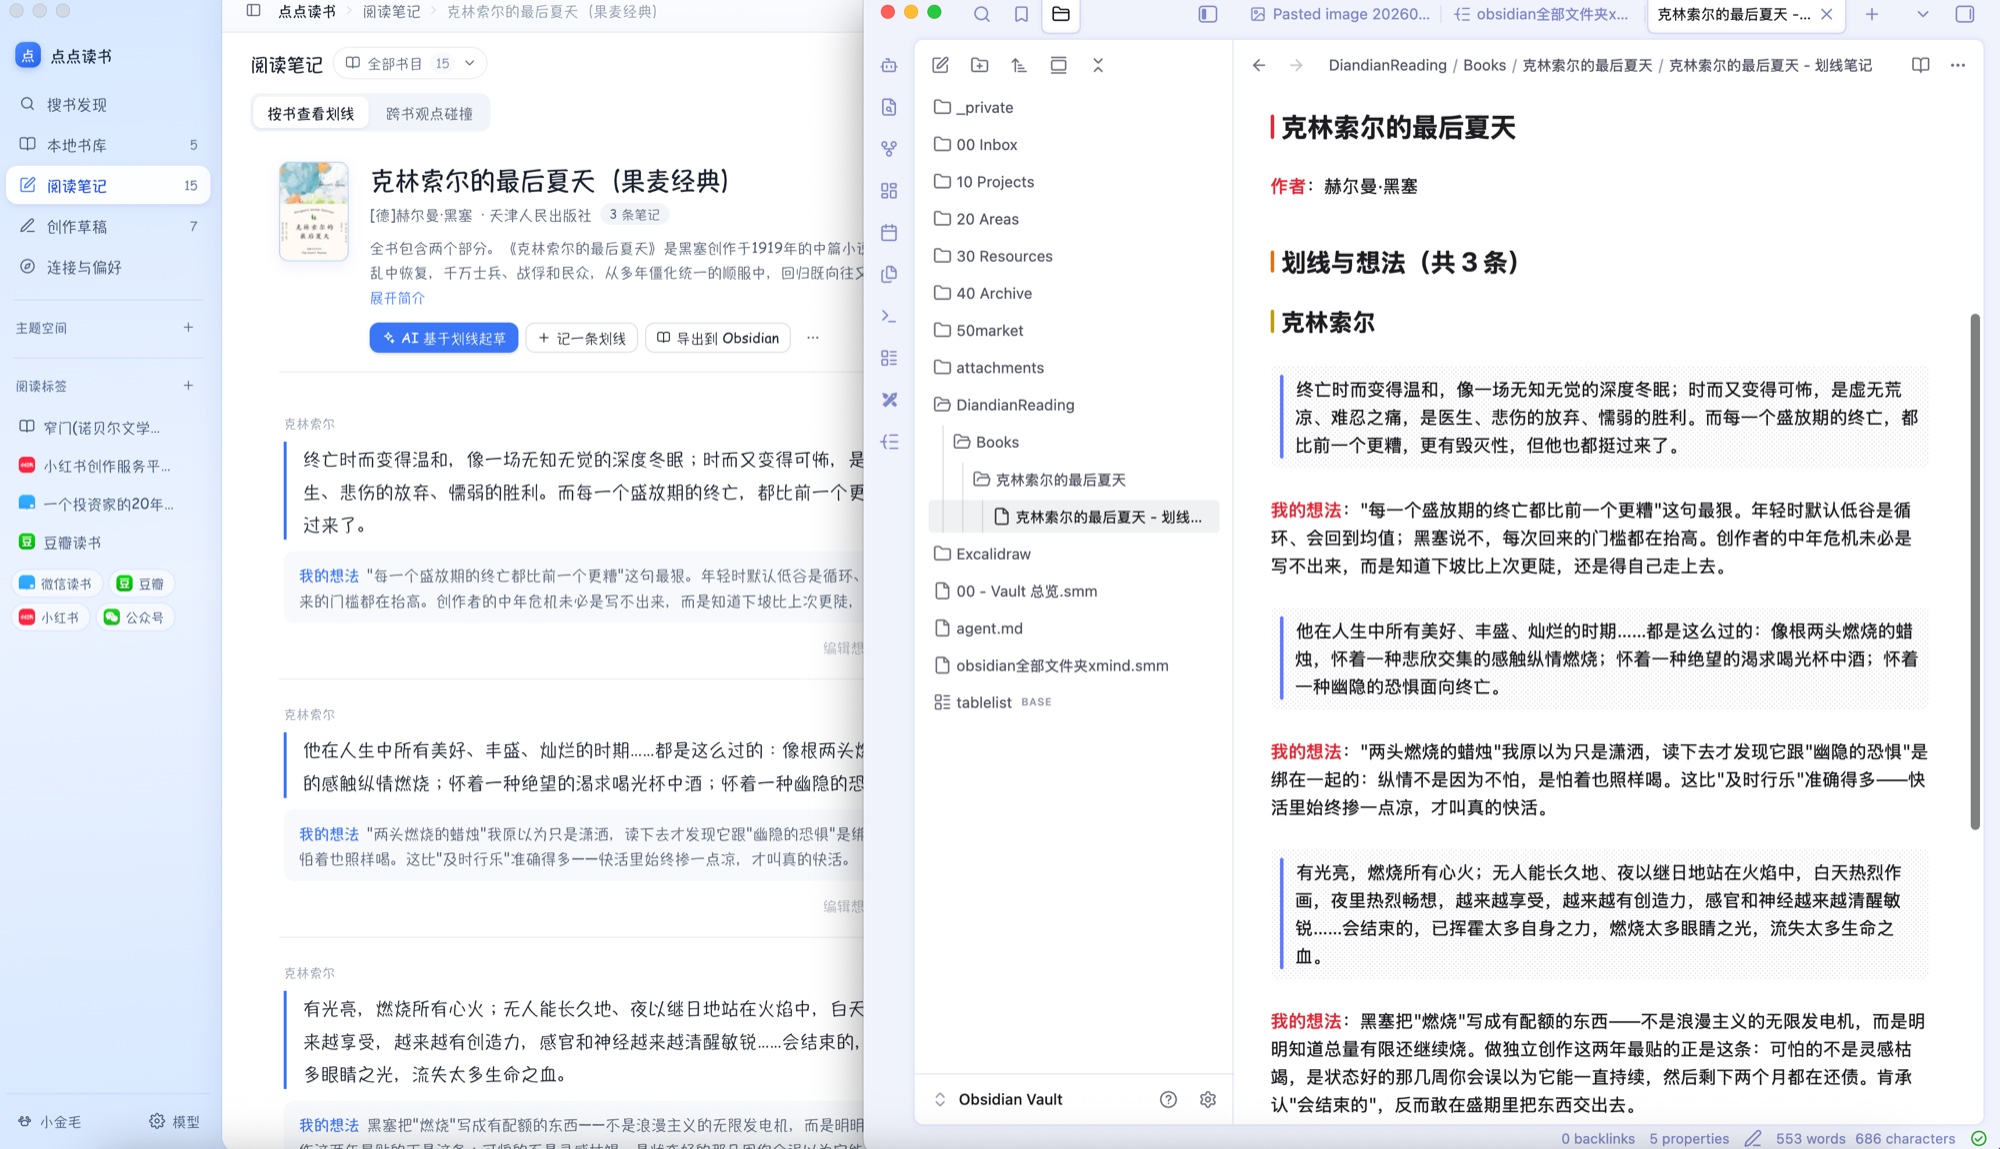 点
点点读书
搜书发现
本地书库 5
阅读笔记 15
创作草稿 7
连接与偏好
主题空间 +
阅读标签 +
窄门(诺贝尔文学...
小红书创作服务平...
一个投资家的20年...
豆 豆瓣读书
微信读书 豆 豆瓣
小红书 公众号
小金毛 模型
点点读书 > 阅读笔记 > 克林索尔的最后夏天（果麦经典）
阅读笔记 全部书目 15
按书查看划线 跨书观点碰撞
克林索尔的
最后夏天
克林索尔的最后夏天（果麦经典）
[德]赫尔曼·黑塞 · 天津人民出版社 3 条笔记
全书包含两个部分。《克林索尔的最后夏天》是黑塞创作于1919年的中篇小说
乱中恢复，千万士兵、战俘和民众，从多年僵化统一的顺服中，回归既向往又
展开简介
AI 基于划线起草 + 记一条划线 导出到 Obsidian ...
克林索尔
终亡时而变得温和，像一场无知无觉的深度冬眠；时而又变得可怖，是
生、悲伤的放弃、懦弱的胜利。而每一个盛放期的终亡，都比前一个更
过来了。
我的想法 "每一个盛放期的终亡都比前一个更糟"这句最狠。年轻时默认低谷是循环、
来的门槛都在抬高。创作者的中年危机未必是写不出来，而是知道下坡比上次更陡，
编辑想
克林索尔
他在人生中所有美好、丰盛、灿烂的时期……都是这么过的：像根两头燃
的感触纵情燃烧；怀着一种绝望的渴求喝光杯中酒；怀着一种幽隐的恐
我的想法 "两头燃烧的蜡烛"我原以为只是潇洒，读下去才发现它跟"幽隐的恐惧"是绑
怕着也照样喝。这比"及时行乐"准确得多——快活里始终掺一点凉，才叫真的快活。
编辑想
克林索尔
有光亮，燃烧所有心火；无人能长久地、夜以继日地站在火焰中，白天
来越享受，越来越有创造力，感官和神经越来越清醒敏锐……会结束的，
多眼睛之光，流失太多生命之血。
我的想法 黑塞把"燃烧"写成有配额的东西——不是浪漫主义的无限发电机，而是明明
Pasted image 20260... obsidian全部文件夹x... 克林索尔的最后夏天 -...
_private
00 Inbox
10 Projects
20 Areas
30 Resources
40 Archive
50market
attachments
DiandianReading
Books
克林索尔的最后夏天
克林索尔的最后夏天 - 划线...
Excalidraw
00 - Vault 总览.smm
agent.md
obsidian全部文件夹xmind.smm
tablelist BASE
Obsidian Vault
DiandianReading / Books / 克林索尔的最后夏天 / 克林索尔的最后夏天 - 划线笔记
克林索尔的最后夏天
作者：赫尔曼·黑塞
划线与想法（共 3 条）
克林索尔
终亡时而变得温和，像一场无知无觉的深度冬眠；时而又变得可怖，是虚无荒
凉、难忍之痛，是医生、悲伤的放弃、懦弱的胜利。而每一个盛放期的终亡，都
比前一个更糟，更有毁灭性，但他也都挺过来了。
我的想法："每一个盛放期的终亡都比前一个更糟"这句最狠。年轻时默认低谷是循
环、会回到均值；黑塞说不，每次回来的门槛都在抬高。创作者的中年危机未必是
写不出来，而是知道下坡比上次更陡，还是得自己走上去。
他在人生中所有美好、丰盛、灿烂的时期……都是这么过的：像根两头燃烧的蜡
烛，怀着一种悲欣交集的感触纵情燃烧；怀着一种绝望的渴求喝光杯中酒；怀着
一种幽隐的恐惧面向终亡。
我的想法："两头燃烧的蜡烛"我原以为只是潇洒，读下去才发现它跟"幽隐的恐惧"是
绑在一起的：纵情不是因为不怕，是怕着也照样喝。这比"及时行乐"准确得多——快
活里始终掺一点凉，才叫真的快活。
有光亮，燃烧所有心火；无人能长久地、夜以继日地站在火焰中，白天热烈作
画，夜里热烈畅想，越来越享受，越来越有创造力，感官和神经越来越清醒敏
锐……会结束的，已挥霍太多自身之力，燃烧太多眼睛之光，流失太多生命之
血。
我的想法：黑塞把"燃烧"写成有配额的东西——不是浪漫主义的无限发电机，而是明
明知道总量有限还继续烧。做独立创作这两年最贴的正是这条：可怕的不是灵感枯
竭，是状态好的那几周你会误以为它能一直持续，然后剩下两个月都在还债。肯承
认"会结束的"，反而敢在盛期里把东西交出去。
0 backlinks 5 properties 553 words 686 characters